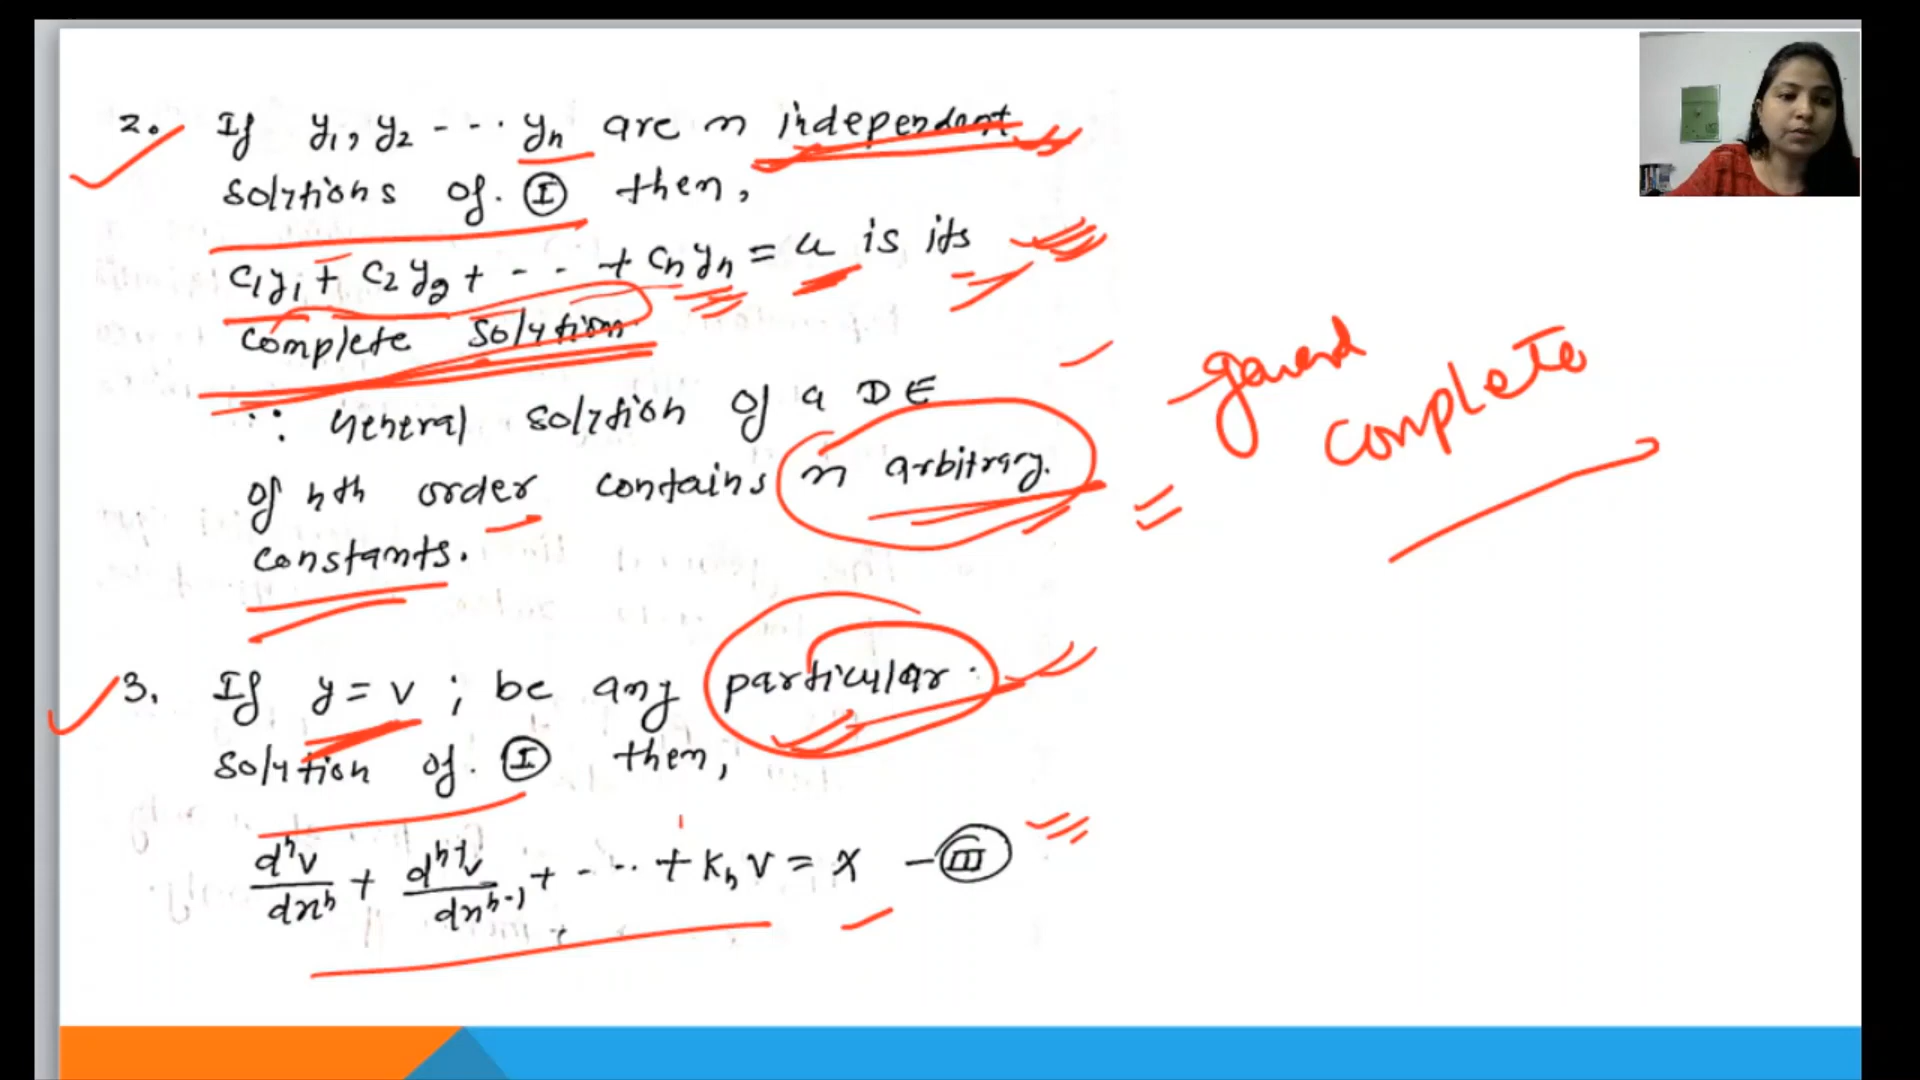 2. If y₁, y₂ - - - yₙ are n independent
solutions of. Ⓘ then,
c₁y₁ + c₂y₂ + - - - + cₙyₙ = u is its
complete solution.
∵ General solution of a DE
of nth order contains n arbitrary.
constants.
3. If y = v ; be any particular.
solution of. Ⓘ then,
dⁿv/dxⁿ + dⁿ⁻¹v/dxⁿ⁻¹ + - - - + kₙ v = X - (III)
general
complete